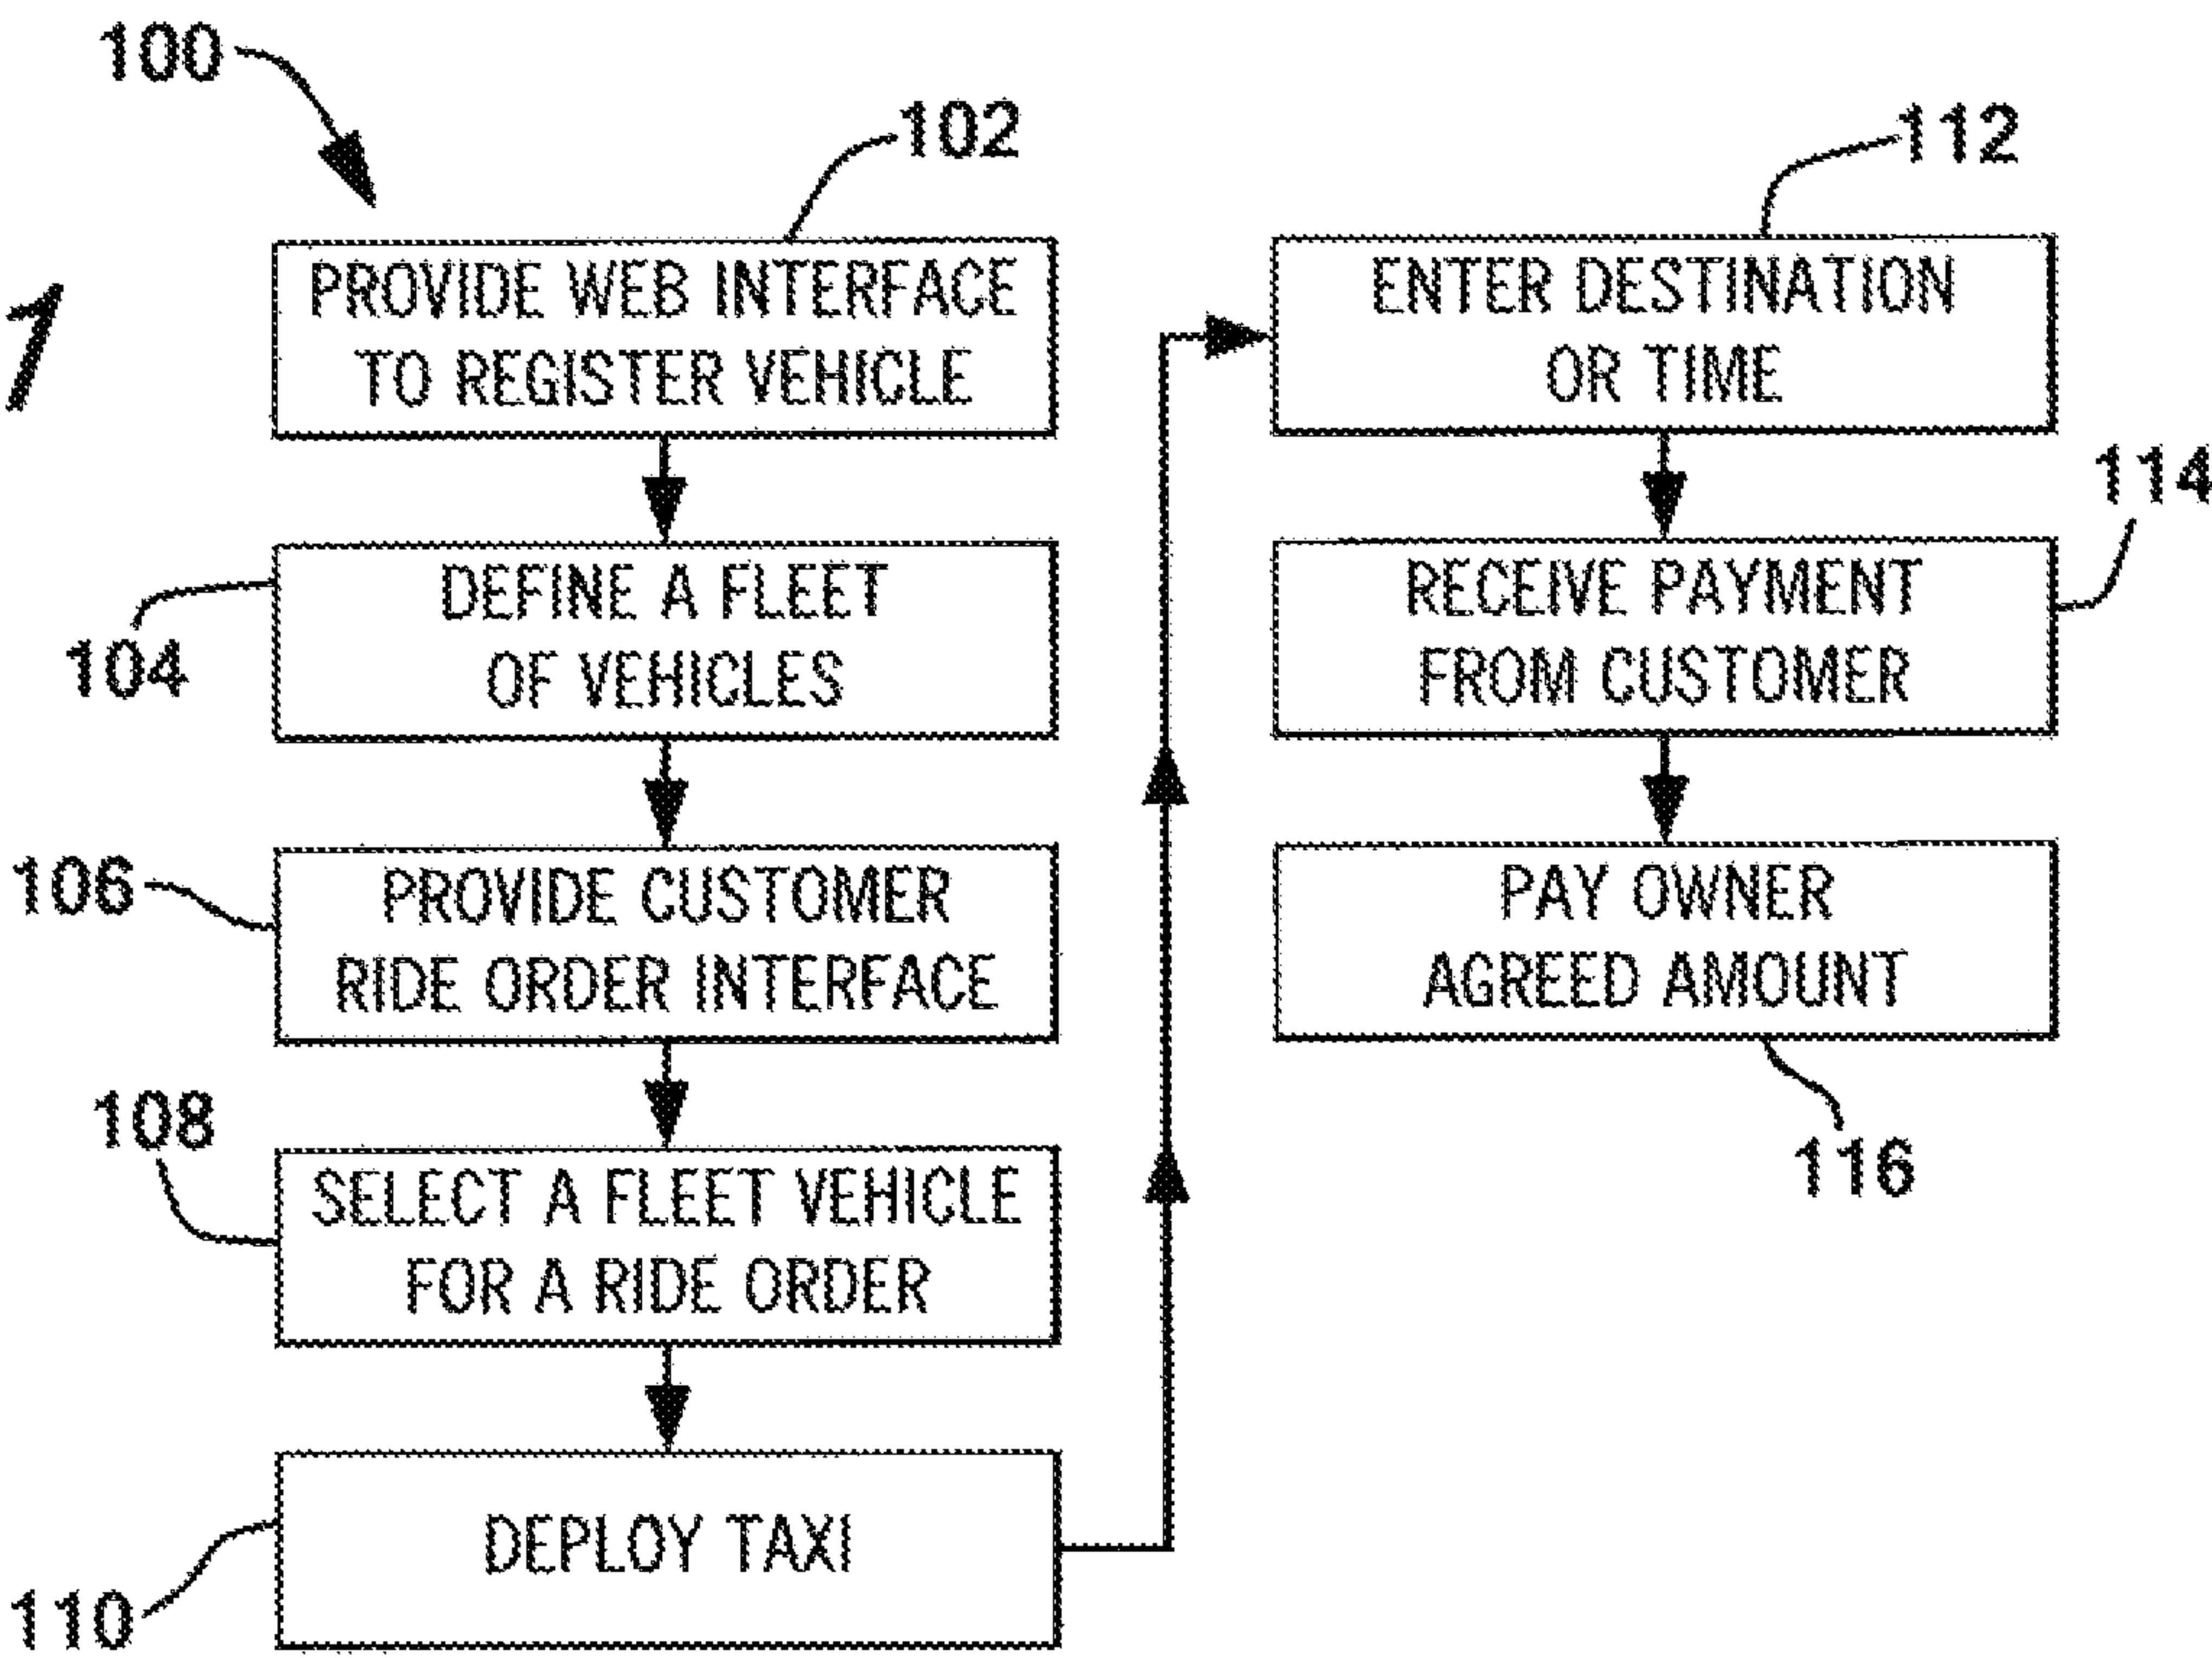 100
1
102
PROVIDE WEB INTERFACE
TO REGISTER VEHICLE
104
DEFINE A FLEET
OF VEHICLES
106
PROVIDE CUSTOMER
RIDE ORDER INTERFACE
108
SELECT A FLEET VEHICLE
FOR A RIDE ORDER
110
DEPLOY TAXI
112
ENTER DESTINATION
OR TIME
114
RECEIVE PAYMENT
FROM CUSTOMER
PAY OWNER
AGREED AMOUNT
116